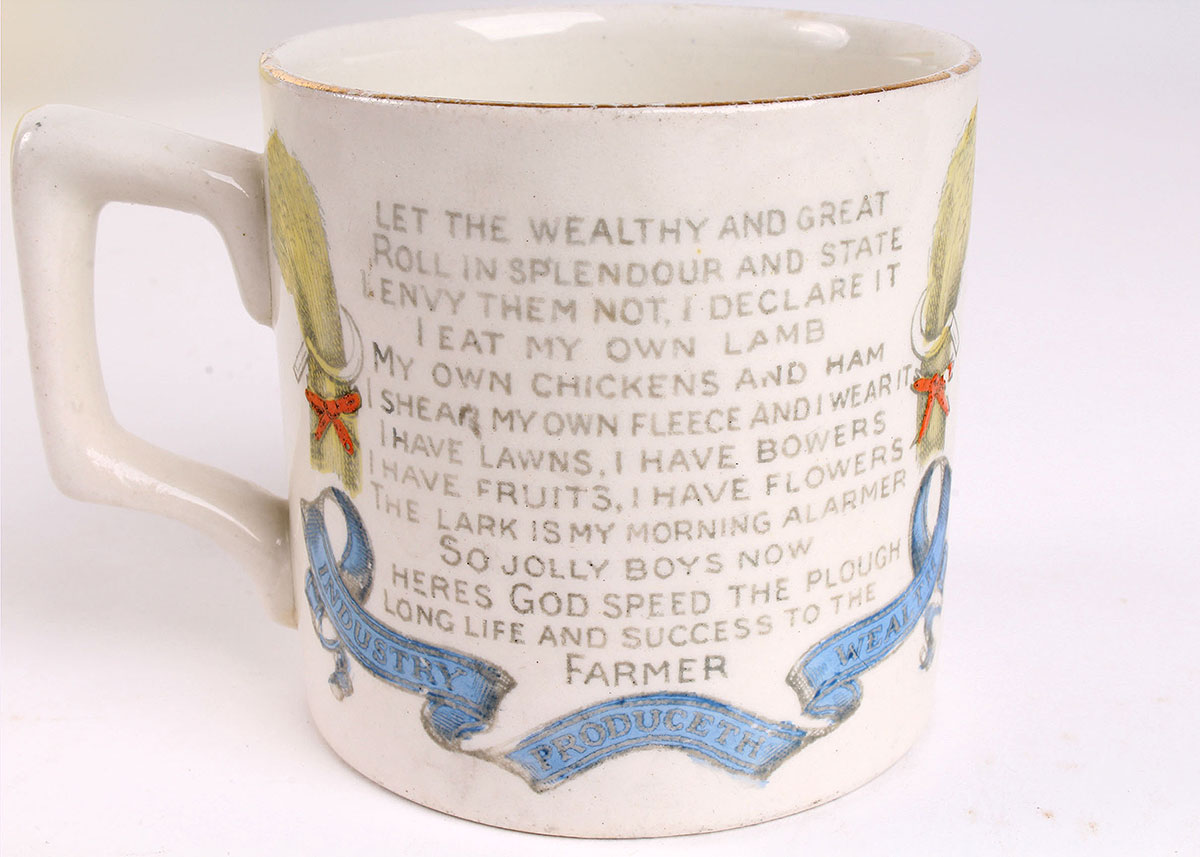 LET THE WEALTHY AND GREAT
ROLL IN SPLENDOUR AND STATE
I ENVY THEM NOT, I DECLARE IT
I EAT MY OWN LAMB
MY OWN CHICKENS AND HAM
I SHEAR MY OWN FLEECE AND I WEAR IT
I HAVE LAWNS, I HAVE BOWERS
I HAVE FRUITS, I HAVE FLOWERS
THE LARK IS MY MORNING ALARMER
SO JOLLY BOYS NOW
HERES GOD SPEED THE PLOUGH
LONG LIFE AND SUCCESS TO THE
FARMER
INDUSTRY
PRODUCETH
WEALTH